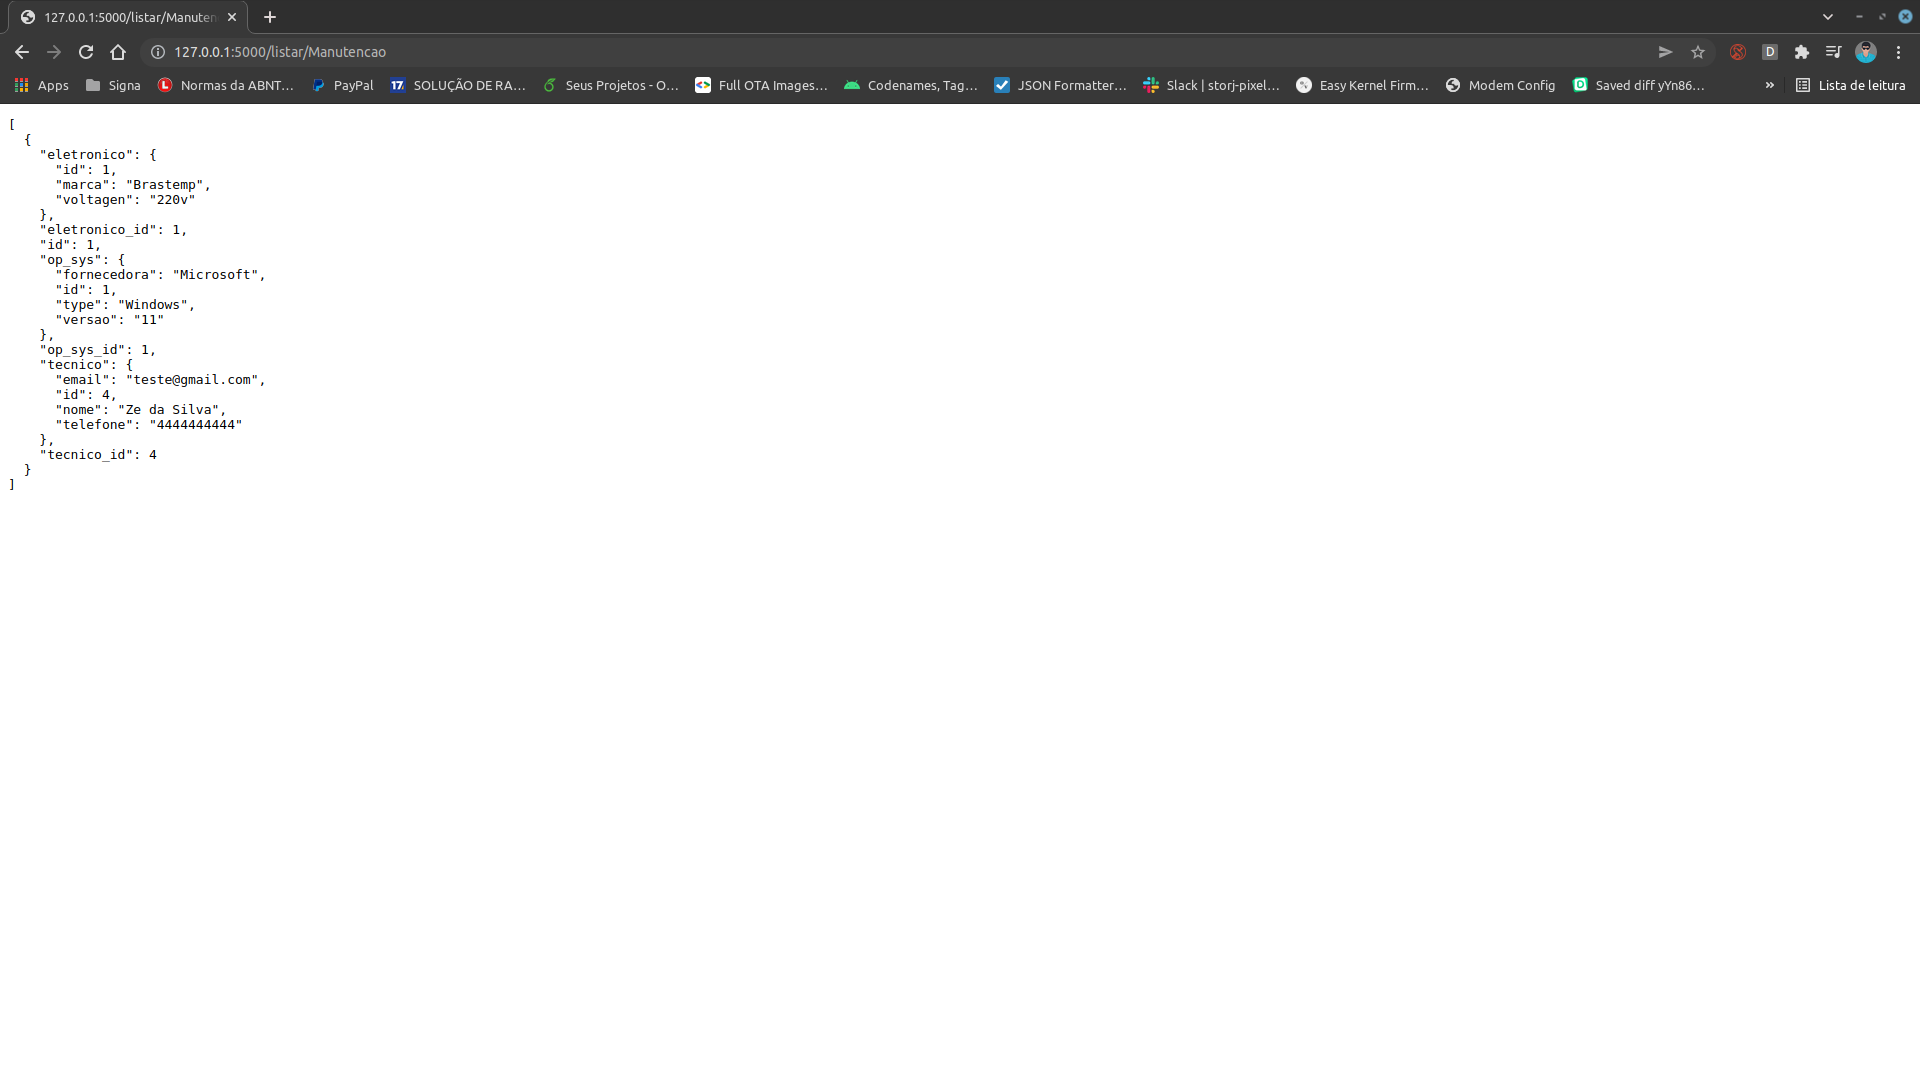 127.0.0.1:5000/listar/Manuten
127.0.0.1:5000/listar/Manutencao
D
Apps
Signa
Normas da ABNT…
PayPal
17
SOLUÇÃO DE RA…
Seus Projetos - O…
Full OTA Images…
Codenames, Tag…
JSON Formatter…
Slack | storj-pixel…
Easy Kernel Firm…
Modem Config
Saved diff yYn86…
»
Lista de leitura
[
  {
    "eletronico": {
      "id": 1,
      "marca": "Brastemp",
      "voltagen": "220v"
    },
    "eletronico_id": 1,
    "id": 1,
    "op_sys": {
      "fornecedora": "Microsoft",
      "id": 1,
      "type": "Windows",
      "versao": "11"
    },
    "op_sys_id": 1,
    "tecnico": {
      "email": "teste@gmail.com",
      "id": 4,
      "nome": "Ze da Silva",
      "telefone": "4444444444"
    },
    "tecnico_id": 4
  }
]